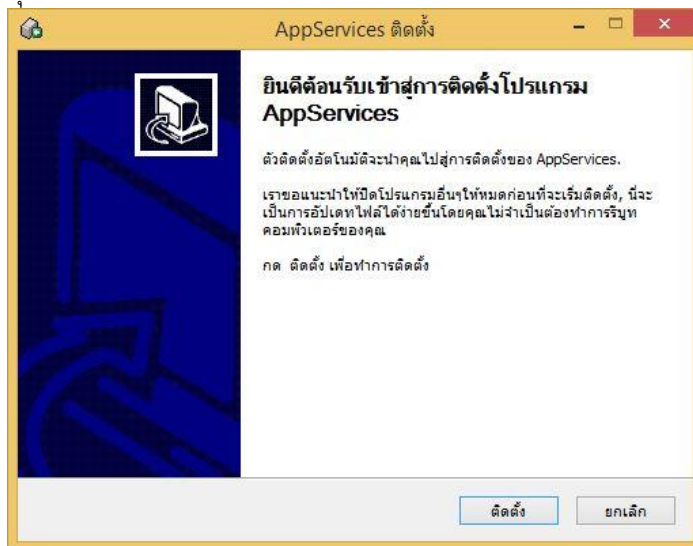 AppServices ติดตั้ง
ยินดีต้อนรับเข้าสู่การติดตั้งโปรแกรม
AppServices
ตัวติดตั้งอัตโนมัติจะนำคุณไปสู่การติดตั้งของ AppServices.
เราขอแนะนำให้ปิดโปรแกรมอื่นๆให้หมดก่อนที่จะเริ่มติดตั้ง, นี่จะ
เป็นการอัปเดทไฟล์ได้ง่ายขึ้นโดยคุณไม่จำเป็นต้องทำการรีบูท
คอมพิวเตอร์ของคุณ
กด ติดตั้ง เพื่อทำการติดตั้ง
ติดตั้ง
ยกเลิก